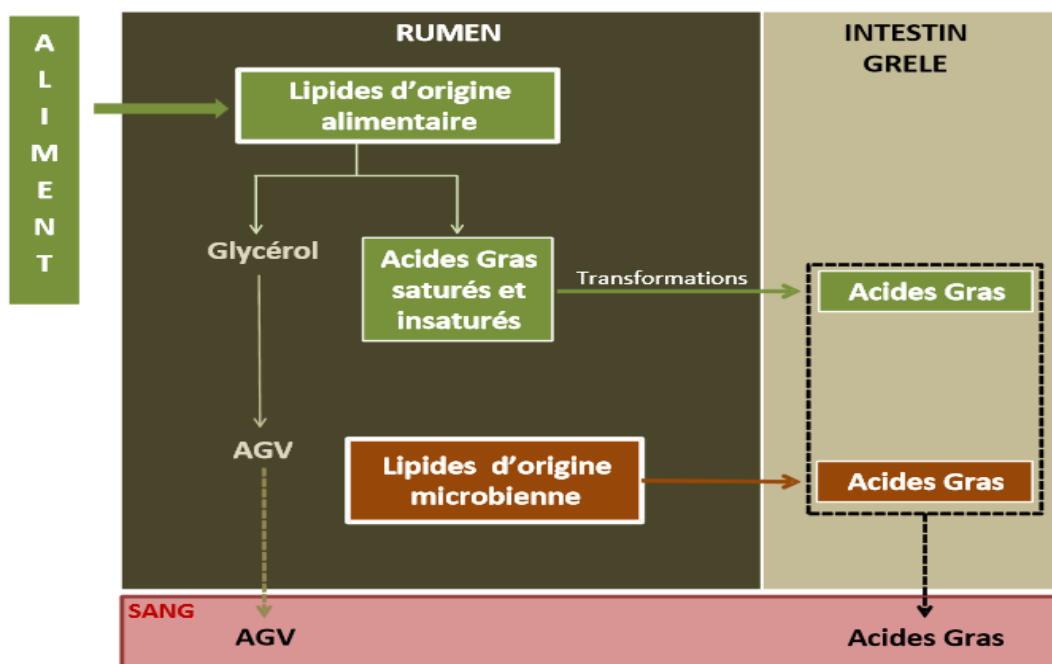 ALIMENT
RUMEN
INTESTIN
GRELE
Lipides d'origine
alimentaire
Glycérol
Acides Gras
saturés et
insaturés
Transformations
Acides Gras
AGV
Lipides d'origine
microbienne
Acides Gras
SANG
AGV
Acides Gras